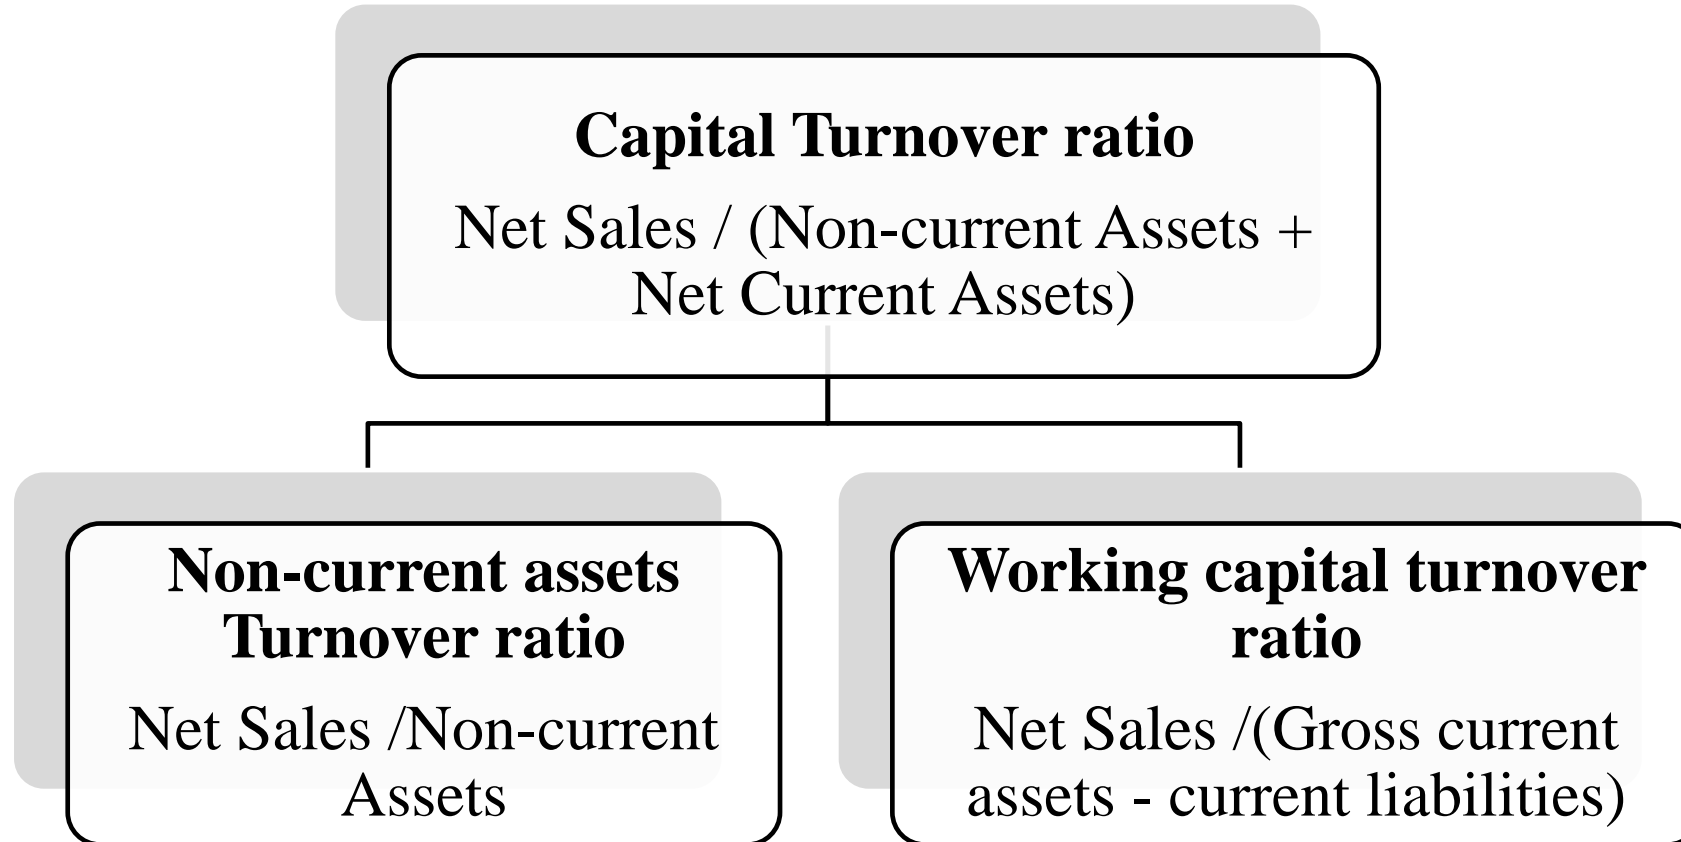 Capital Turnover ratio
Net Sales / (Non-current Assets +
Net Current Assets)
Non-current assets
Turnover ratio
Net Sales /Non-current
Assets
Working capital turnover
ratio
Net Sales /(Gross current
assets - current liabilities)